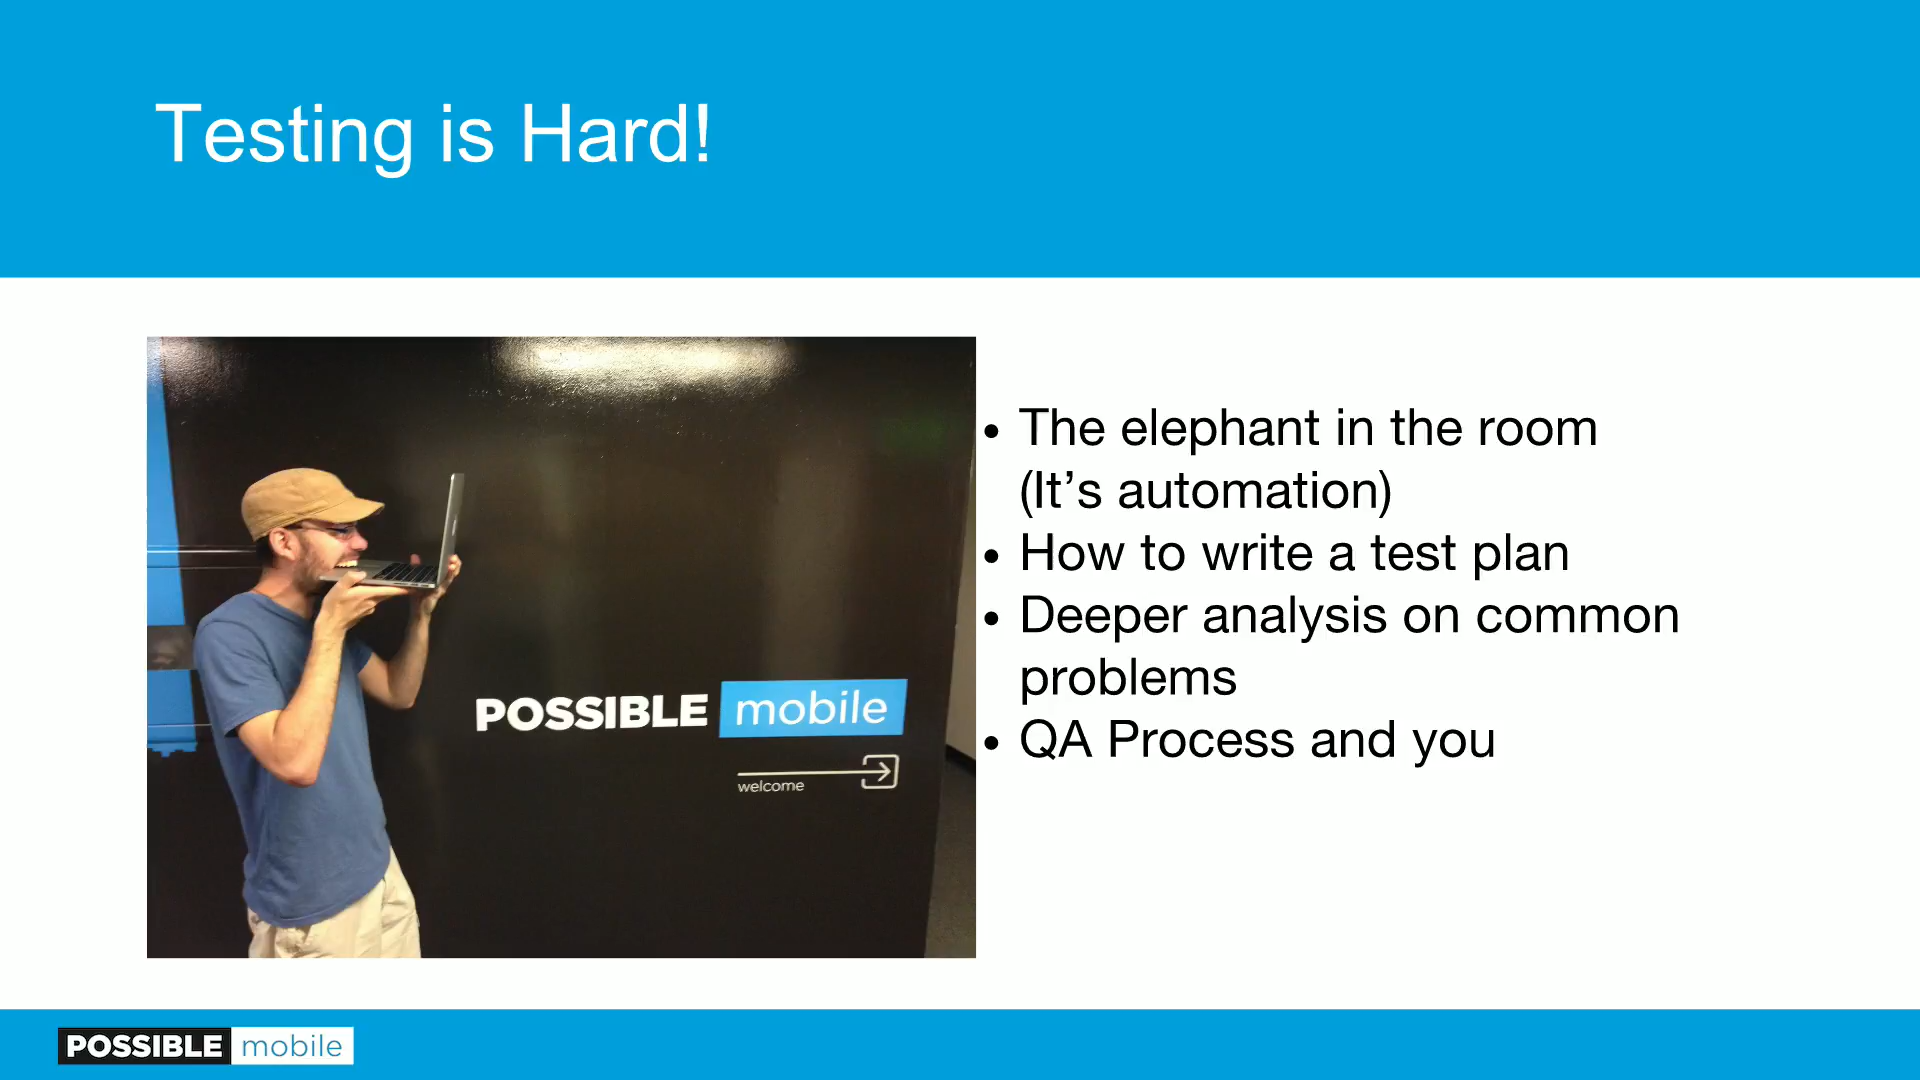 Testing is Hard!
• The elephant in the room
(It’s automation)
• How to write a test plan
• Deeper analysis on common
problems
• QA Process and you
POSSIBLE mobile
welcome
POSSIBLE mobile